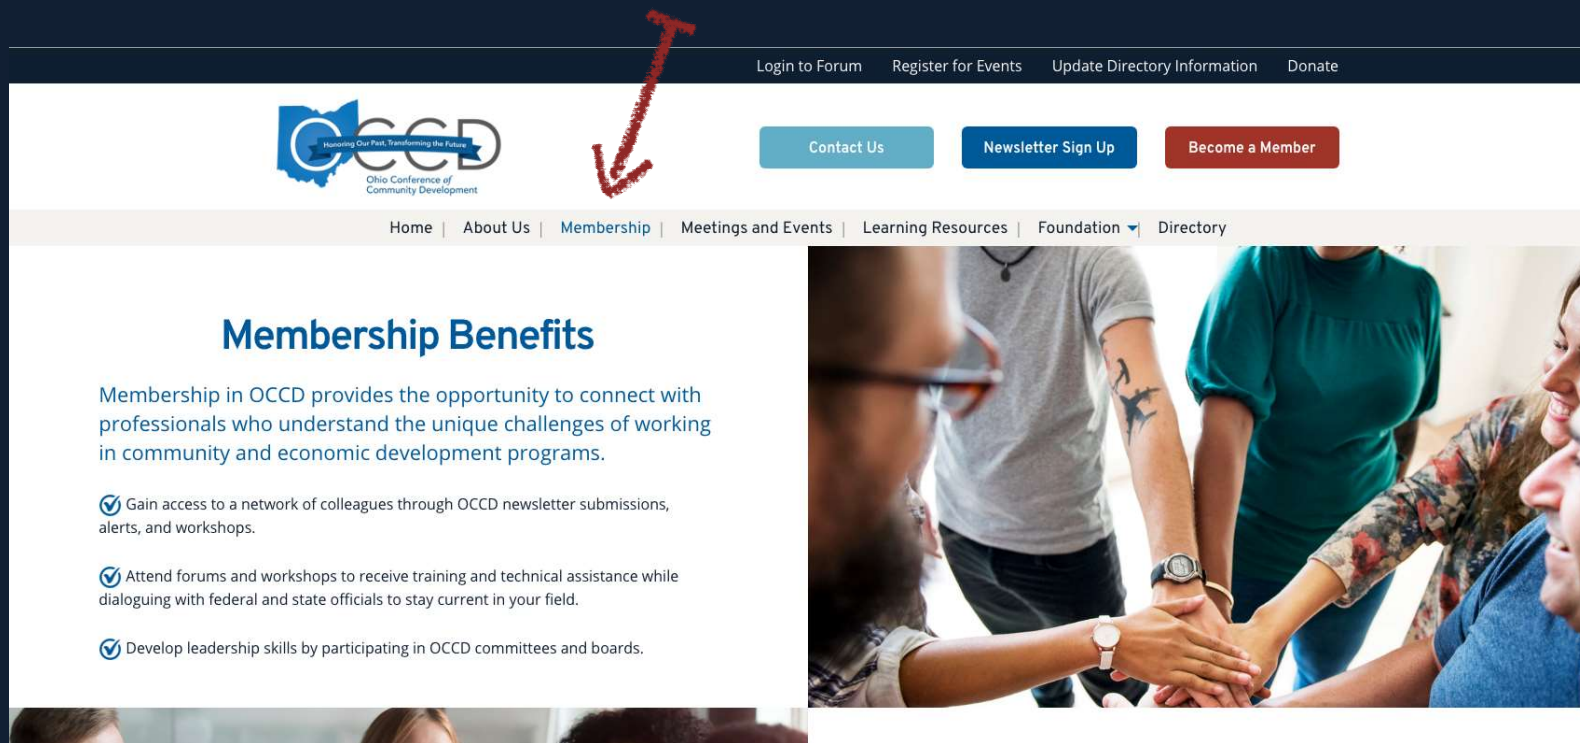 Login to Forum Register for Events Update Directory Information Donate
OCCD
Honoring Our Past, Transforming the Future
Ohio Conference of
Community Development
Contact Us Newsletter Sign Up Become a Member
Home | About Us | Membership | Meetings and Events | Learning Resources | Foundation | Directory
Membership Benefits
Membership in OCCD provides the opportunity to connect with
professionals who understand the unique challenges of working
in community and economic development programs.
Gain access to a network of colleagues through OCCD newsletter submissions,
alerts, and workshops.
Attend forums and workshops to receive training and technical assistance while
dialoguing with federal and state officials to stay current in your field.
Develop leadership skills by participating in OCCD committees and boards.